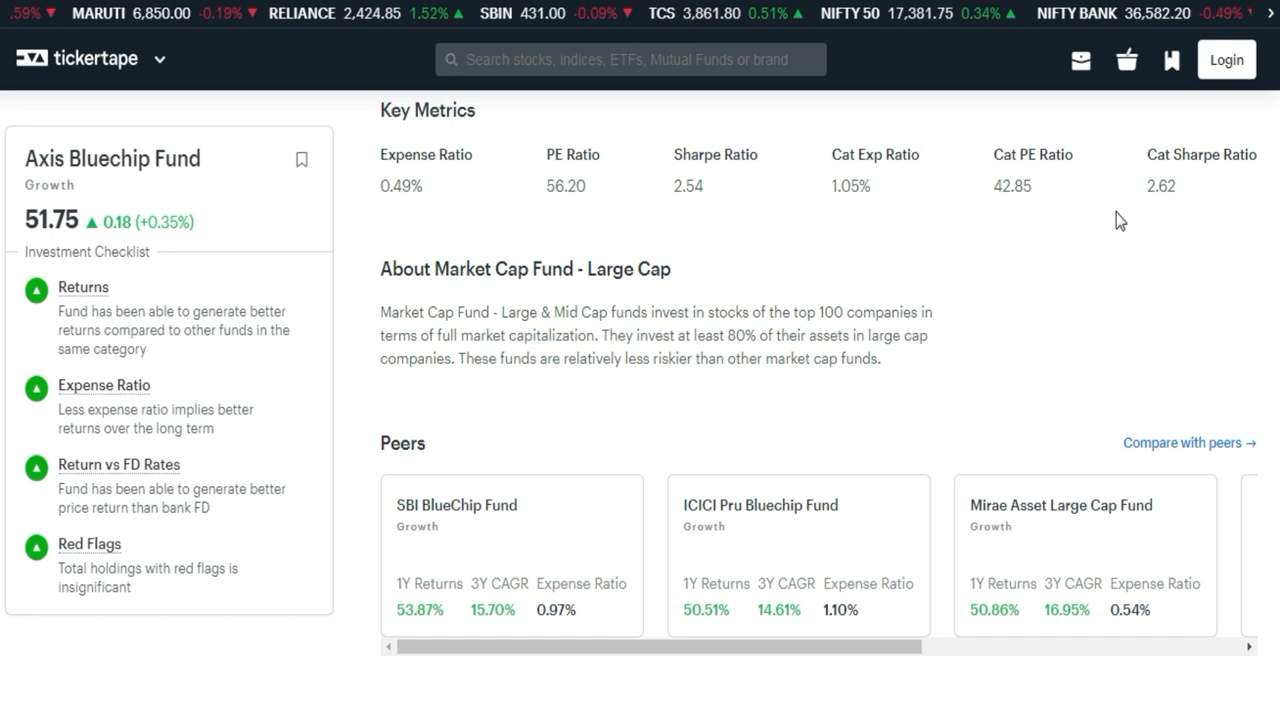 .59% ▼ MARUTI 6,850.00 -0.19% ▼ RELIANCE 2,424.85 1.52% ▲ SBIN 431.00 -0.09% ▼ TCS 3,861.80 0.51% ▲ NIFTY 50 17,381.75 0.34% ▲ NIFTY BANK 36,582.20 -0.49%
tickertape
Search stocks, indices, ETFs, Mutual Funds or brand
Login
Axis Bluechip Fund
Growth
51.75 ▲ 0.18 (+0.35%)
Investment Checklist
Returns
Fund has been able to generate better
returns compared to other funds in the
same category
Expense Ratio
Less expense ratio implies better
returns over the long term
Return vs FD Rates
Fund has been able to generate better
price return than bank FD
Red Flags
Total holdings with red flags is
insignificant
Key Metrics
Expense Ratio PE Ratio Sharpe Ratio Cat Exp Ratio Cat PE Ratio Cat Sharpe Ratio
0.49% 56.20 2.54 1.05% 42.85 2.62
About Market Cap Fund - Large Cap
Market Cap Fund - Large & Mid Cap funds invest in stocks of the top 100 companies in
terms of full market capitalization. They invest at least 80% of their assets in large cap
companies. These funds are relatively less riskier than other market cap funds.
Peers
Compare with peers →
SBI BlueChip Fund
Growth
1Y Returns 3Y CAGR Expense Ratio
53.87% 15.70% 0.97%
ICICI Pru Bluechip Fund
Growth
1Y Returns 3Y CAGR Expense Ratio
50.51% 14.61% 1.10%
Mirae Asset Large Cap Fund
Growth
1Y Returns 3Y CAGR Expense Ratio
50.86% 16.95% 0.54%